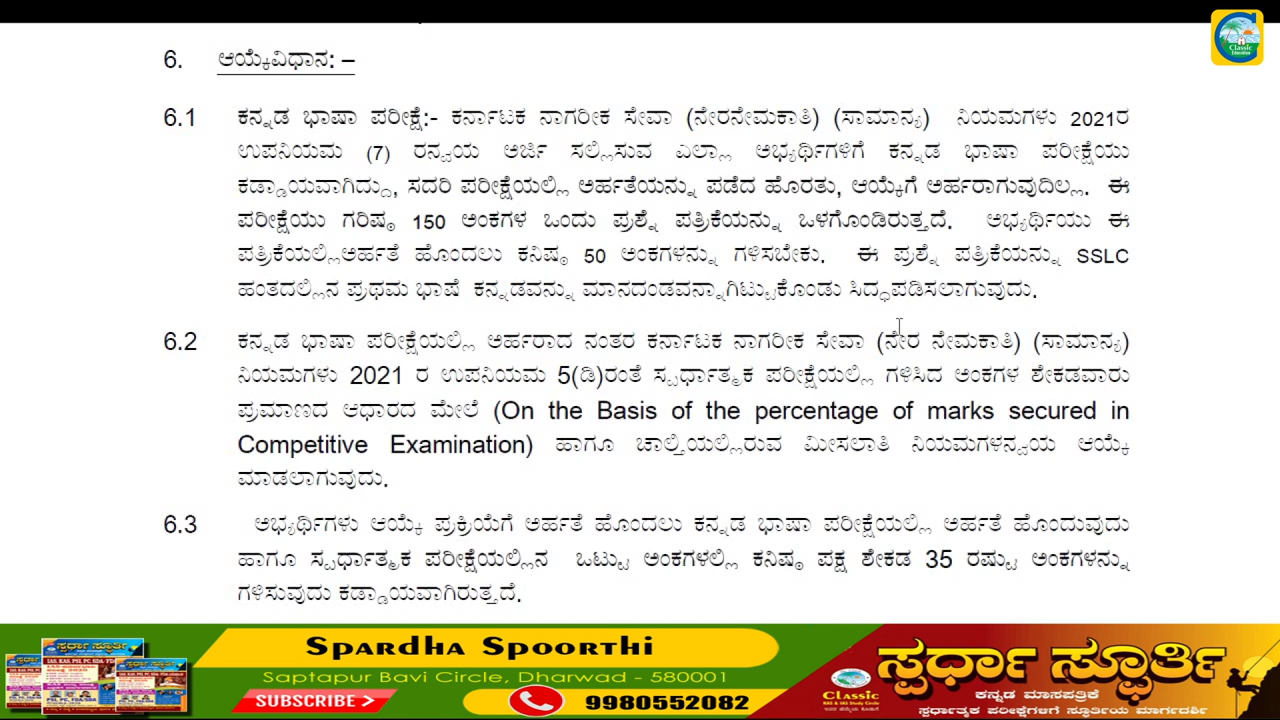 Classic
Education
6. ಆಯ್ಕೆವಿಧಾನ: –
6.1 ಕನ್ನಡ ಭಾಷಾ ಪರೀಕ್ಷೆ:- ಕರ್ನಾಟಕ ನಾಗರೀಕ ಸೇವಾ (ನೇರನೇಮಕಾತಿ) (ಸಾಮಾನ್ಯ) ನಿಯಮಗಳು 2021ರ
ಉಪನಿಯಮ (7) ರನ್ವಯ ಅರ್ಜಿ ಸಲ್ಲಿಸುವ ಎಲ್ಲಾ ಅಭ್ಯರ್ಥಿಗಳಿಗೆ ಕನ್ನಡ ಭಾಷಾ ಪರೀಕ್ಷೆಯು
ಕಡ್ಡಾಯವಾಗಿದ್ದು, ಸದರಿ ಪರೀಕ್ಷೆಯಲ್ಲಿ ಅರ್ಹತೆಯನ್ನು ಪಡೆದ ಹೊರತು, ಆಯ್ಕೆಗೆ ಅರ್ಹರಾಗುವುದಿಲ್ಲ. ಈ
ಪರೀಕ್ಷೆಯು ಗರಿಷ್ಠ 150 ಅಂಕಗಳ ಒಂದು ಪ್ರಶ್ನೆ ಪತ್ರಿಕೆಯನ್ನು ಒಳಗೊಂಡಿರುತ್ತದೆ. ಅಭ್ಯರ್ಥಿಯು ಈ
ಪತ್ರಿಕೆಯಲ್ಲಿಅರ್ಹತೆ ಹೊಂದಲು ಕನಿಷ್ಠ 50 ಅಂಕಗಳನ್ನು ಗಳಿಸಬೇಕು. ಈ ಪ್ರಶ್ನೆ ಪತ್ರಿಕೆಯನ್ನು SSLC
ಹಂತದಲ್ಲಿನ ಪ್ರಥಮ ಭಾಷೆ ಕನ್ನಡವನ್ನು ಮಾನದಂಡವನ್ನಾಗಿಟ್ಟುಕೊಂಡು ಸಿದ್ಧಪಡಿಸಲಾಗುವುದು.
6.2 ಕನ್ನಡ ಭಾಷಾ ಪರೀಕ್ಷೆಯಲ್ಲಿ ಅರ್ಹರಾದ ನಂತರ ಕರ್ನಾಟಕ ನಾಗರೀಕ ಸೇವಾ (ನೇರ ನೇಮಕಾತಿ) (ಸಾಮಾನ್ಯ)
ನಿಯಮಗಳು 2021 ರ ಉಪನಿಯಮ 5(ಡಿ)ರಂತೆ ಸ್ಪರ್ಧಾತ್ಮಕ ಪರೀಕ್ಷೆಯಲ್ಲಿ ಗಳಿಸಿದ ಅಂಕಗಳ ಶೇಕಡವಾರು
ಪ್ರಮಾಣದ ಆಧಾರದ ಮೇಲೆ (On the Basis of the percentage of marks secured in
Competitive Examination) ಹಾಗೂ ಚಾಲ್ತಿಯಲ್ಲಿರುವ ಮೀಸಲಾತಿ ನಿಯಮಗಳನ್ವಯ ಆಯ್ಕೆ
ಮಾಡಲಾಗುವುದು.
6.3 ಅಭ್ಯರ್ಥಿಗಳು ಆಯ್ಕೆ ಪ್ರಕ್ರಿಯೆಗೆ ಅರ್ಹತೆ ಹೊಂದಲು ಕನ್ನಡ ಭಾಷಾ ಪರೀಕ್ಷೆಯಲ್ಲಿ ಅರ್ಹತೆ ಹೊಂದುವುದು
ಹಾಗೂ ಸ್ಪರ್ಧಾತ್ಮಕ ಪರೀಕ್ಷೆಯಲ್ಲಿನ ಒಟ್ಟು ಅಂಕಗಳಲ್ಲಿ ಕನಿಷ್ಠ ಪಕ್ಷ ಶೇಕಡ 35 ರಷ್ಟು ಅಂಕಗಳನ್ನು
ಗಳಿಸುವುದು ಕಡ್ಡಾಯವಾಗಿರುತ್ತದೆ.
ಸ್ಪರ್ಧಾ ಸ್ಫೂರ್ತಿ
Spardha Spoorthi
Saptapur Bavi Circle, Dharwad - 580001
SUBSCRIBE >
9980552082
Classic
ಸ್ಪರ್ಧಾ ಸ್ಫೂರ್ತಿ
ಕನ್ನಡ ಮಾಸಪತ್ರಿಕೆ
ಸ್ಪರ್ಧಾತ್ಮಕ ಪರೀಕ್ಷೆಗಳಿಗೆ ಸ್ಫೂರ್ತಿಯ ಮಾರ್ಗದರ್ಶಿ